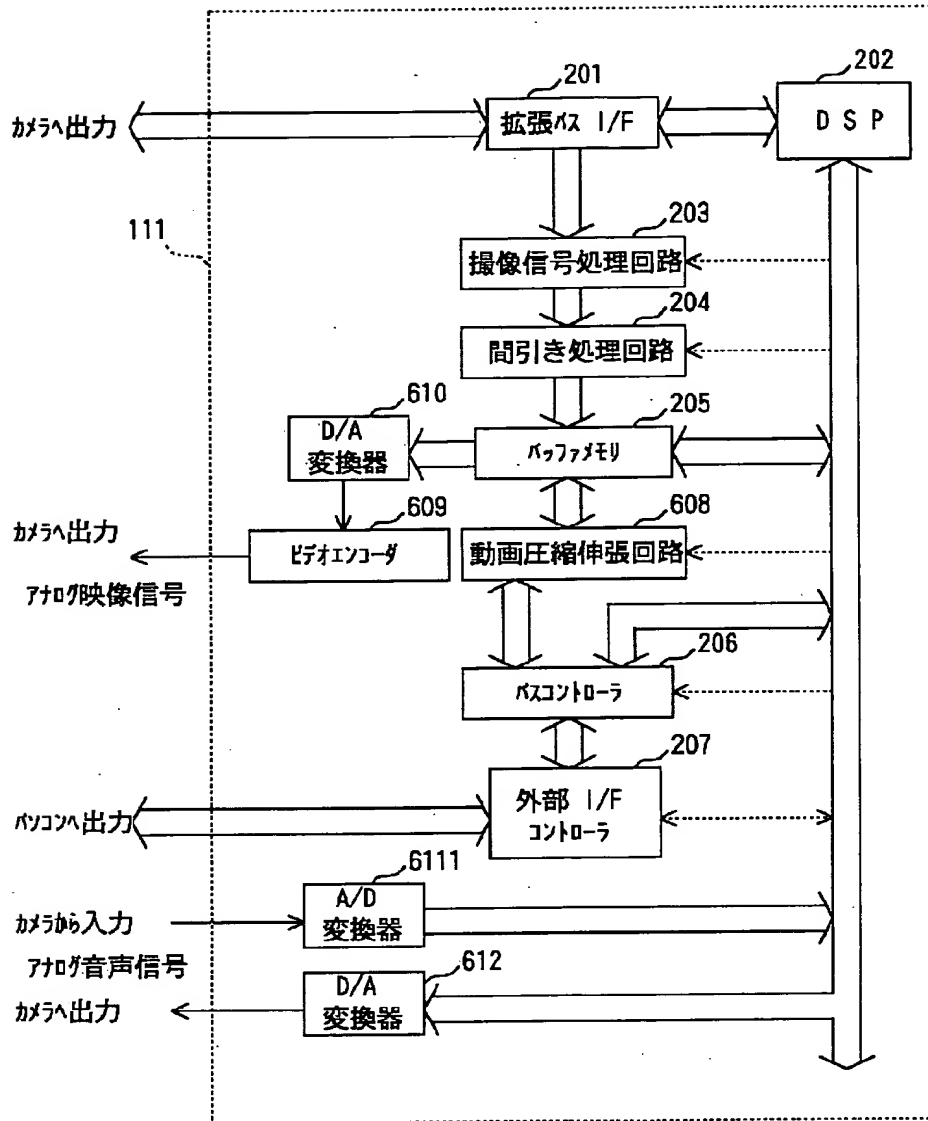 201
202
カメラへ出力
拡張バス I/F
D S P
111
203
撮像信号処理回路
204
間引き処理回路
610
205
D/A
変換器
バッファメモリ
609
608
カメラへ出力
ビデオエンコーダ
動画圧縮伸張回路
アナログ映像信号
206
バスコントローラ
207
外部 I/F
コントローラ
パソコンへ出力
6111
A/D
変換器
カメラから入力
アナログ音声信号
612
D/A
変換器
カメラへ出力